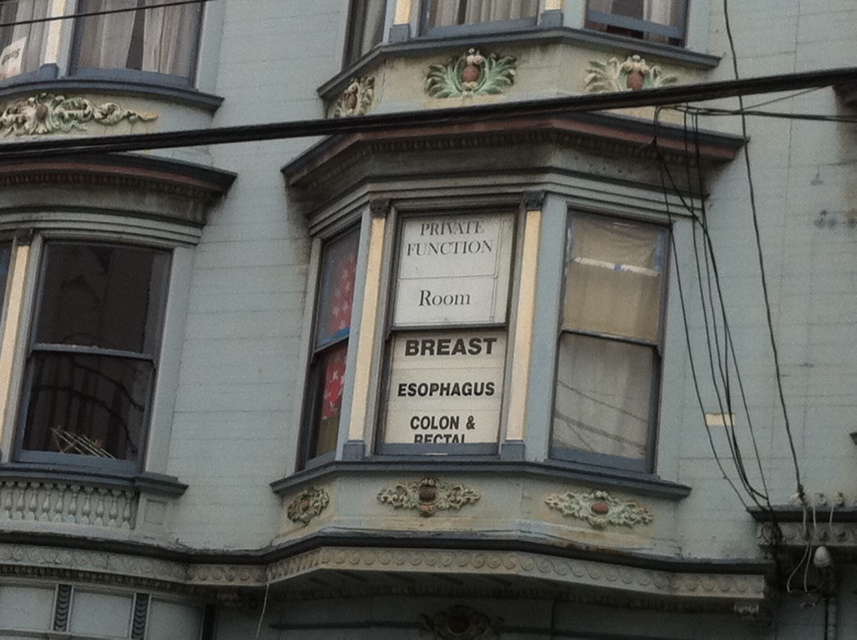 PRIVATE
FUNCTION
Room
BREAST
ESOPHAGUS
COLON &
RECTAL